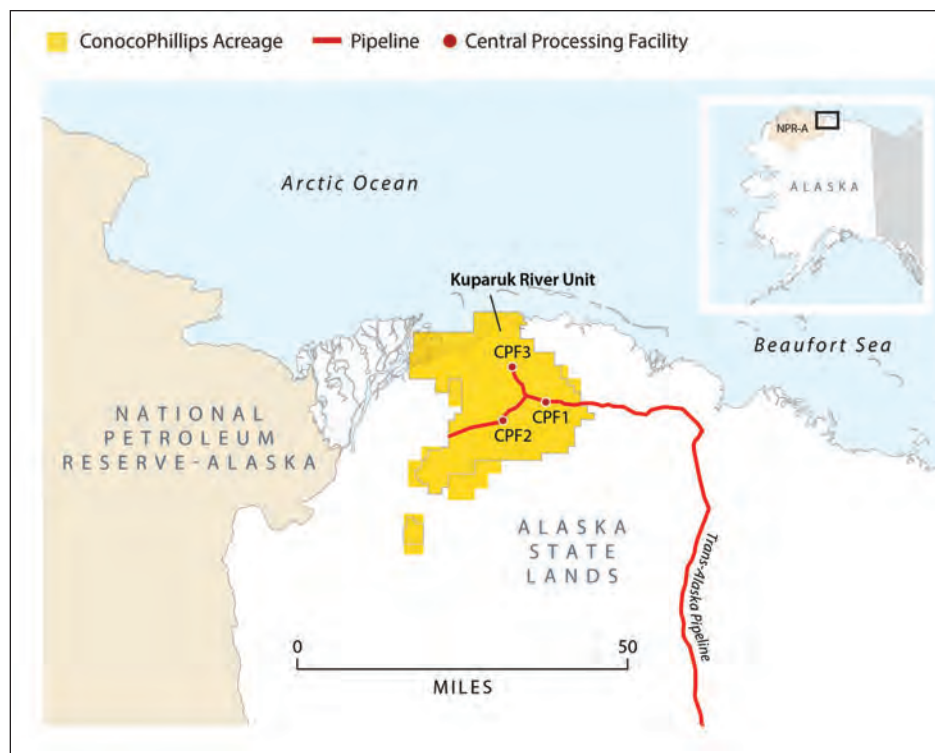 ConocoPhillips Acreage
Pipeline
Central Processing Facility
NPR-A
ALASKA
Arctic Ocean
Kuparuk River Unit
Beaufort Sea
CPF3
CPF1
CPF2
NATIONAL
PETROLEUM
RESERVE-ALASKA
ALASKA
STATE
LANDS
Trans-Alaska Pipeline
0
50
MILES